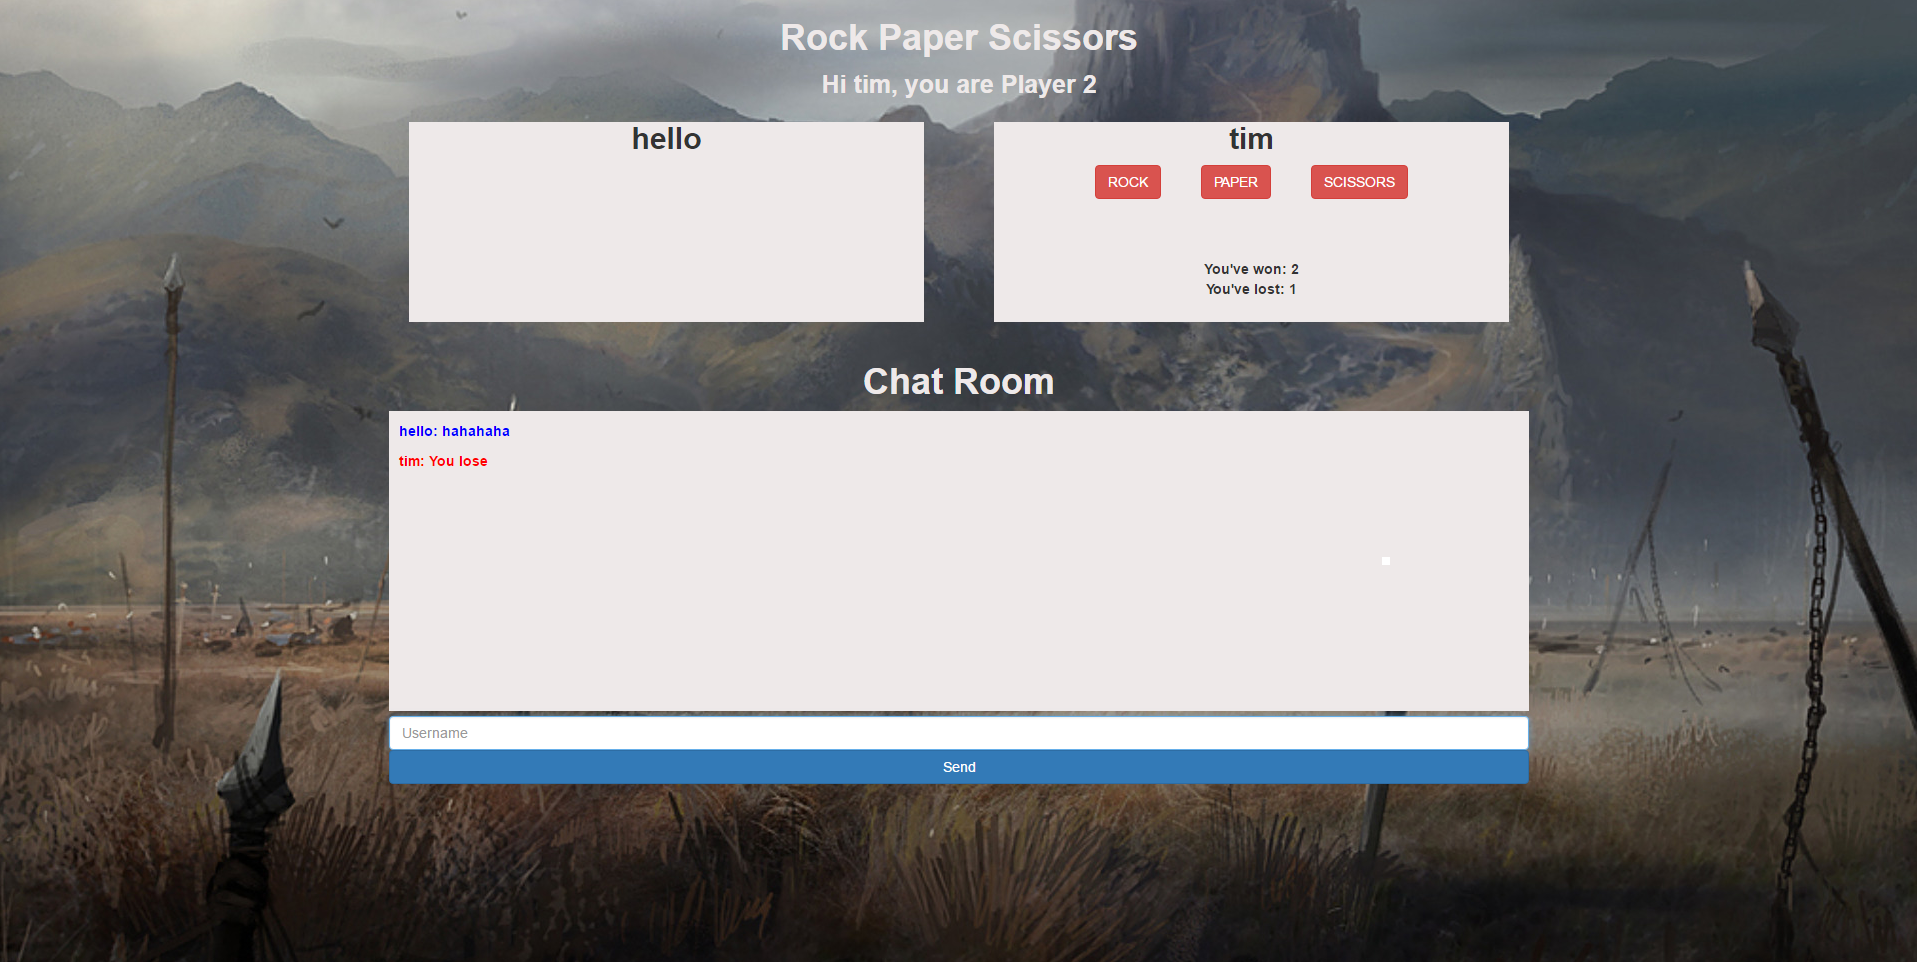 Rock Paper Scissors
Hi tim, you are Player 2
hello
tim
ROCK
PAPER
SCISSORS
You've won: 2
You've lost: 1
Chat Room
hello: hahahaha
tim: You lose
Username
Send